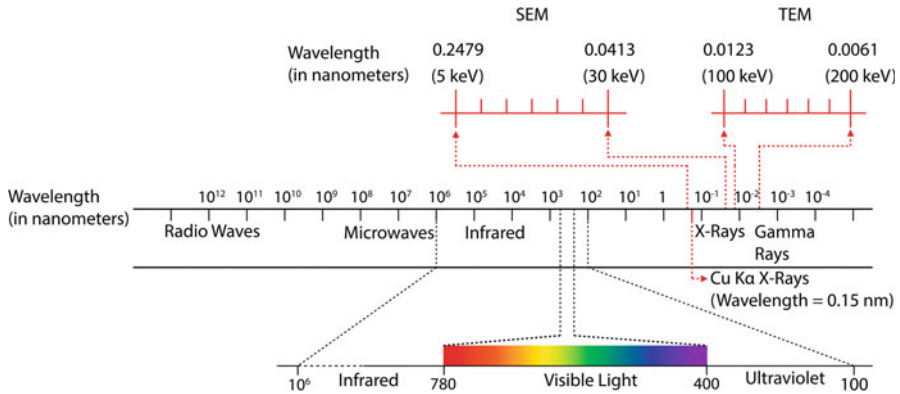 SEM TEM
Wavelength 0.2479 0.0413 0.0123 0.0061
(in nanometers) (5 keV) (30 keV) (100 keV) (200 keV)
Wavelength 10¹² 10¹¹ 10¹⁰ 10⁹ 10⁸ 10⁷ 10⁶ 10⁵ 10⁴ 10³ 10² 10¹ 1 10⁻¹ 10⁻² 10⁻³ 10⁻⁴
(in nanometers)
Radio Waves Microwaves Infrared X-Rays Gamma
Rays
Cu Kα X-Rays
(Wavelength = 0.15 nm)
10⁶ Infrared 780 Visible Light 400 Ultraviolet 100